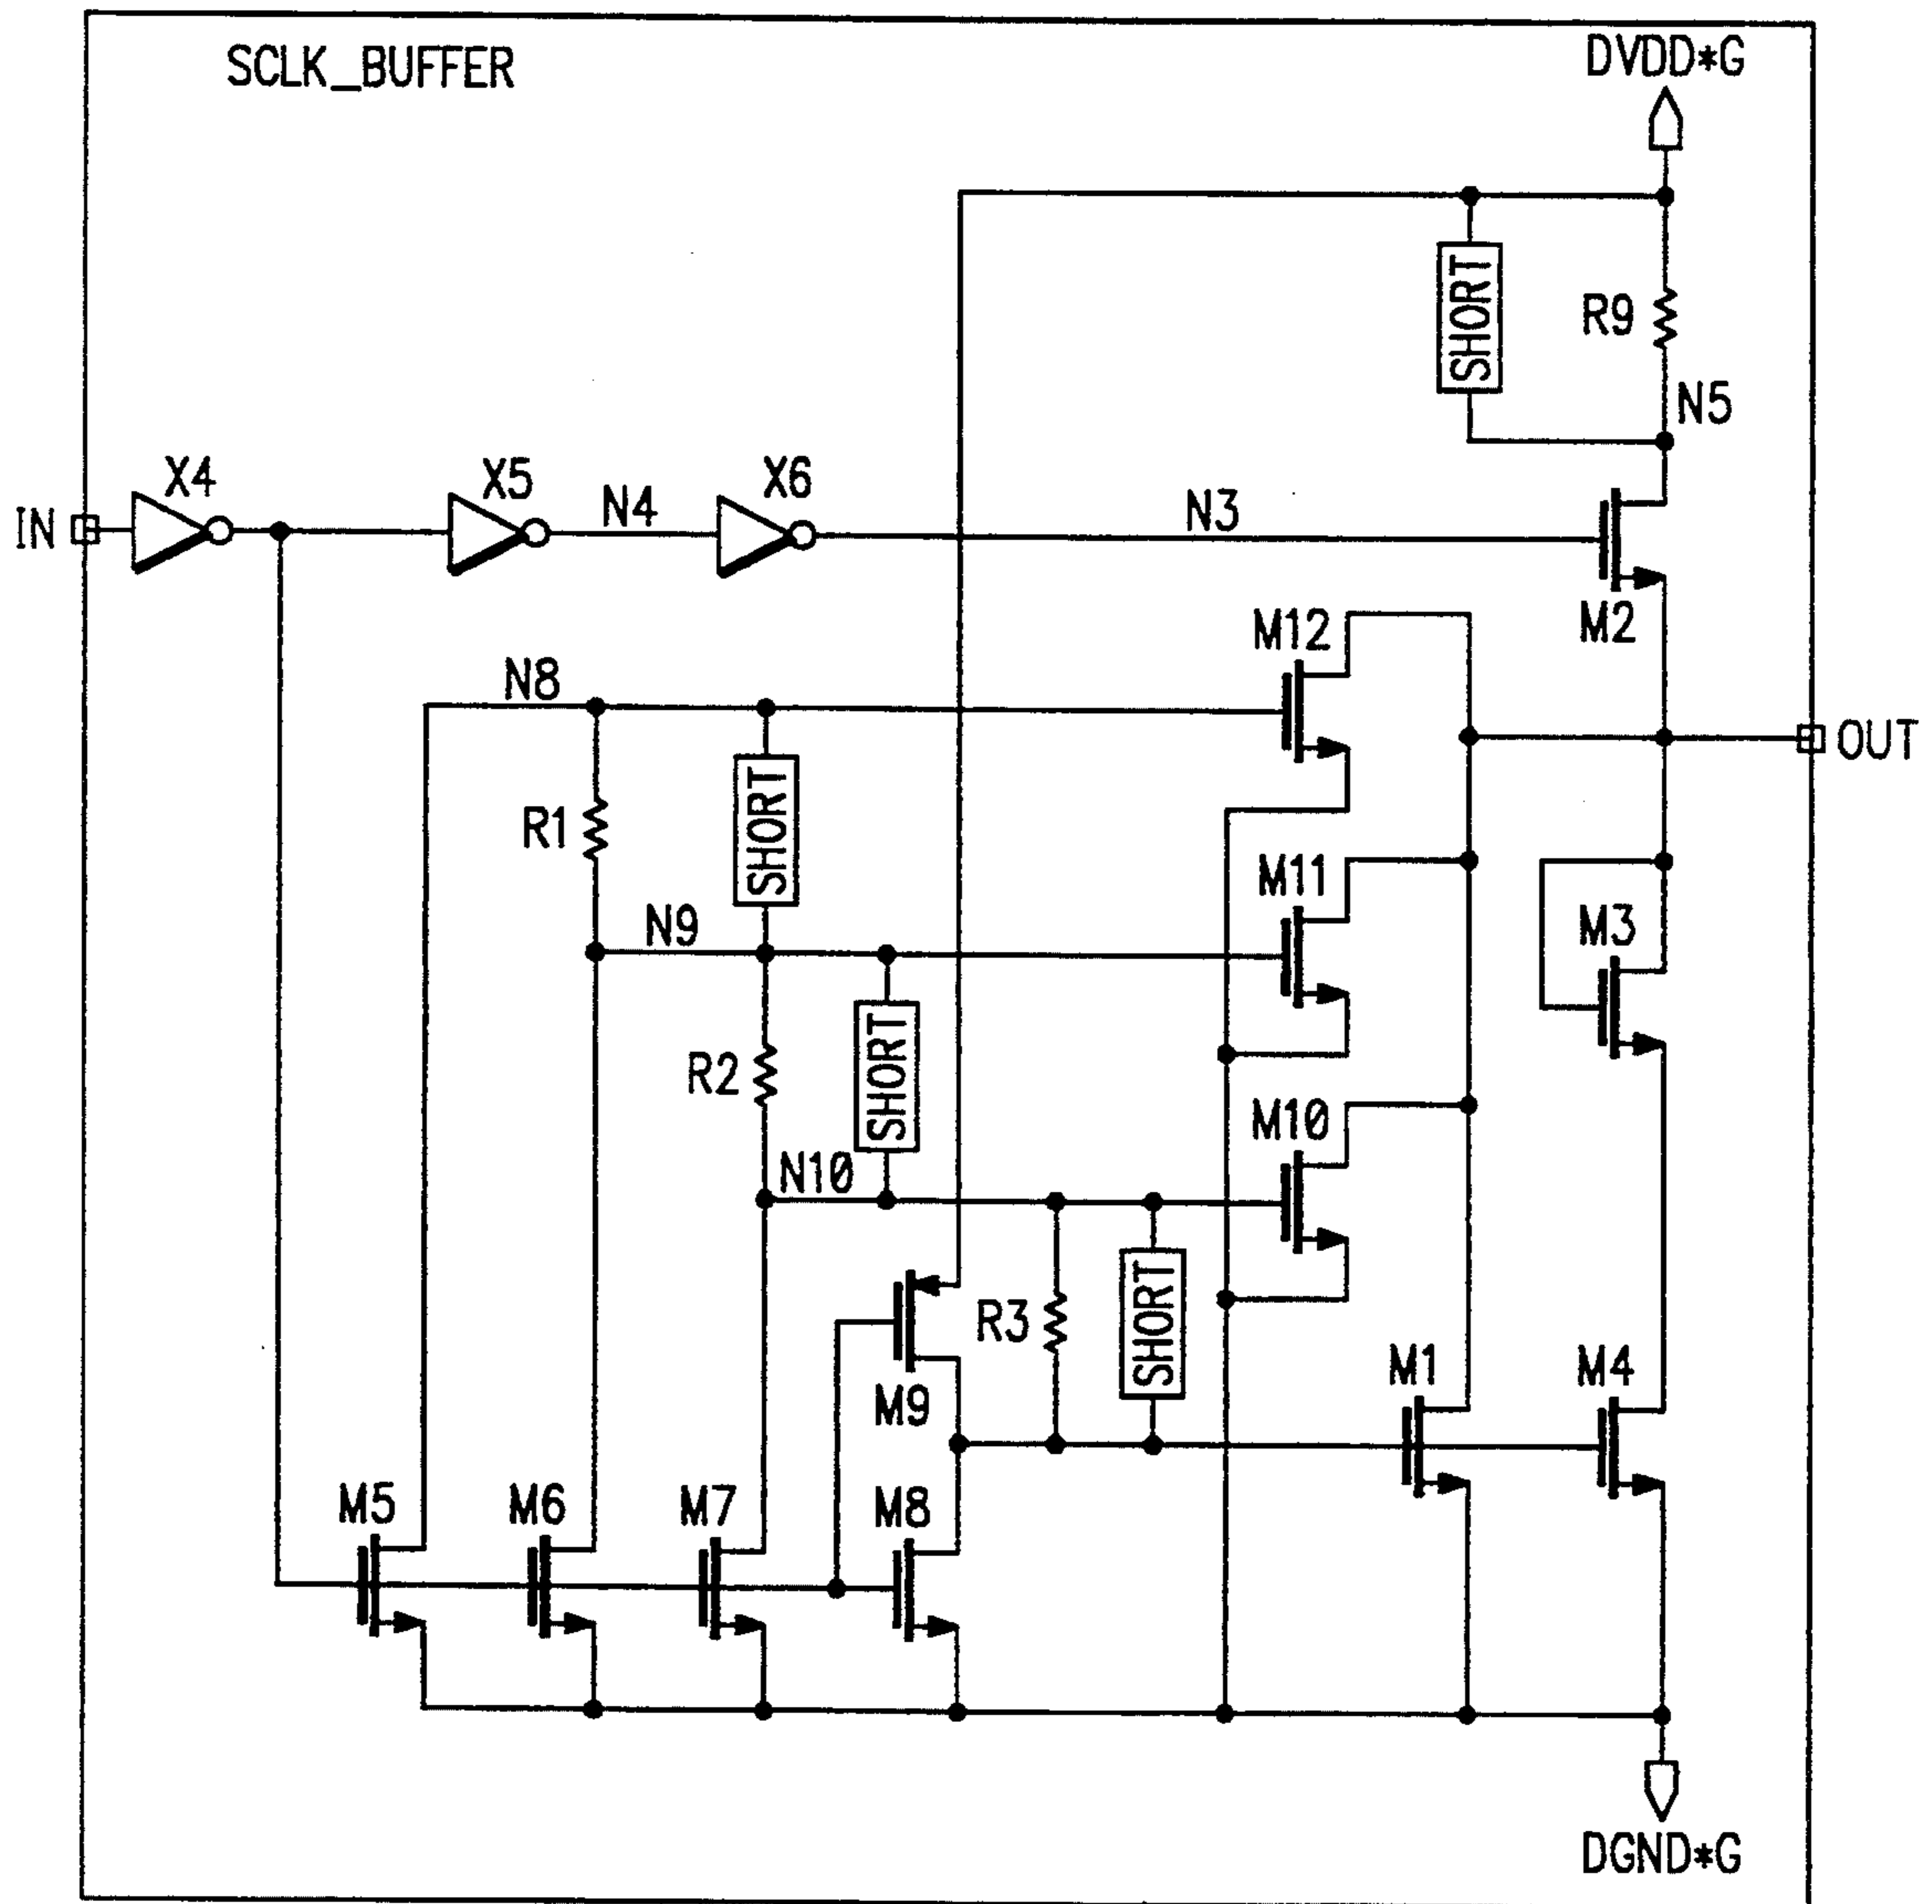 SCLK_BUFFER
DVDD*G
SHORT
R9
N5
IN
X4
X5
N4
X6
N3
M2
M12
N8
OUT
R1
SHORT
M11
N9
M3
R2
SHORT
M10
N10
R3
SHORT
M9
M1
M4
M5
M6
M7
M8
DGND*G